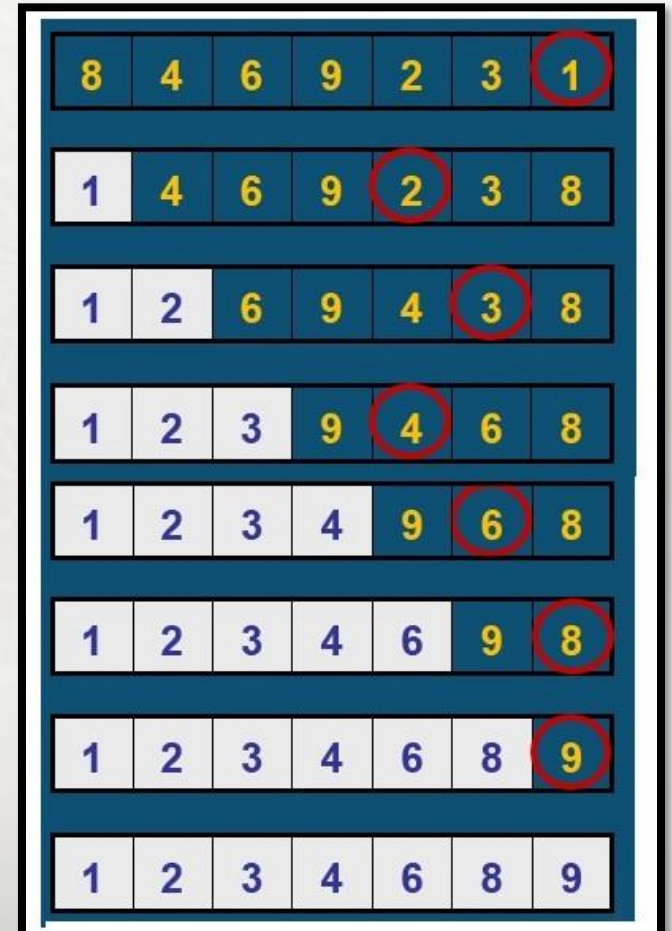 8 4 6 9 2 3 1
1 4 6 9 2 3 8
1 2 6 9 4 3 8
1 2 3 9 4 6 8
1 2 3 4 9 6 8
1 2 3 4 6 9 8
1 2 3 4 6 8 9
1 2 3 4 6 8 9